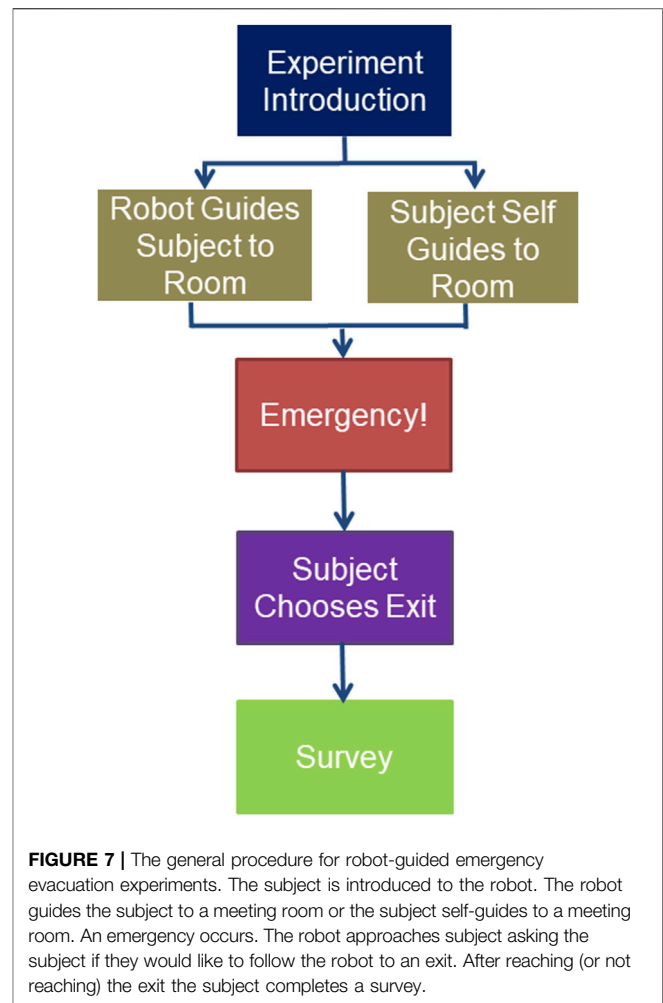 Experiment
Introduction
Robot Guides
Subject to
Room
Subject Self
Guides to
Room
Emergency!
Subject
Chooses Exit
Survey
FIGURE 7 | The general procedure for robot-guided emergency
evacuation experiments. The subject is introduced to the robot. The robot
guides the subject to a meeting room or the subject self-guides to a meeting
room. An emergency occurs. The robot approaches subject asking the
subject if they would like to follow the robot to an exit. After reaching (or not
reaching) the exit the subject completes a survey.